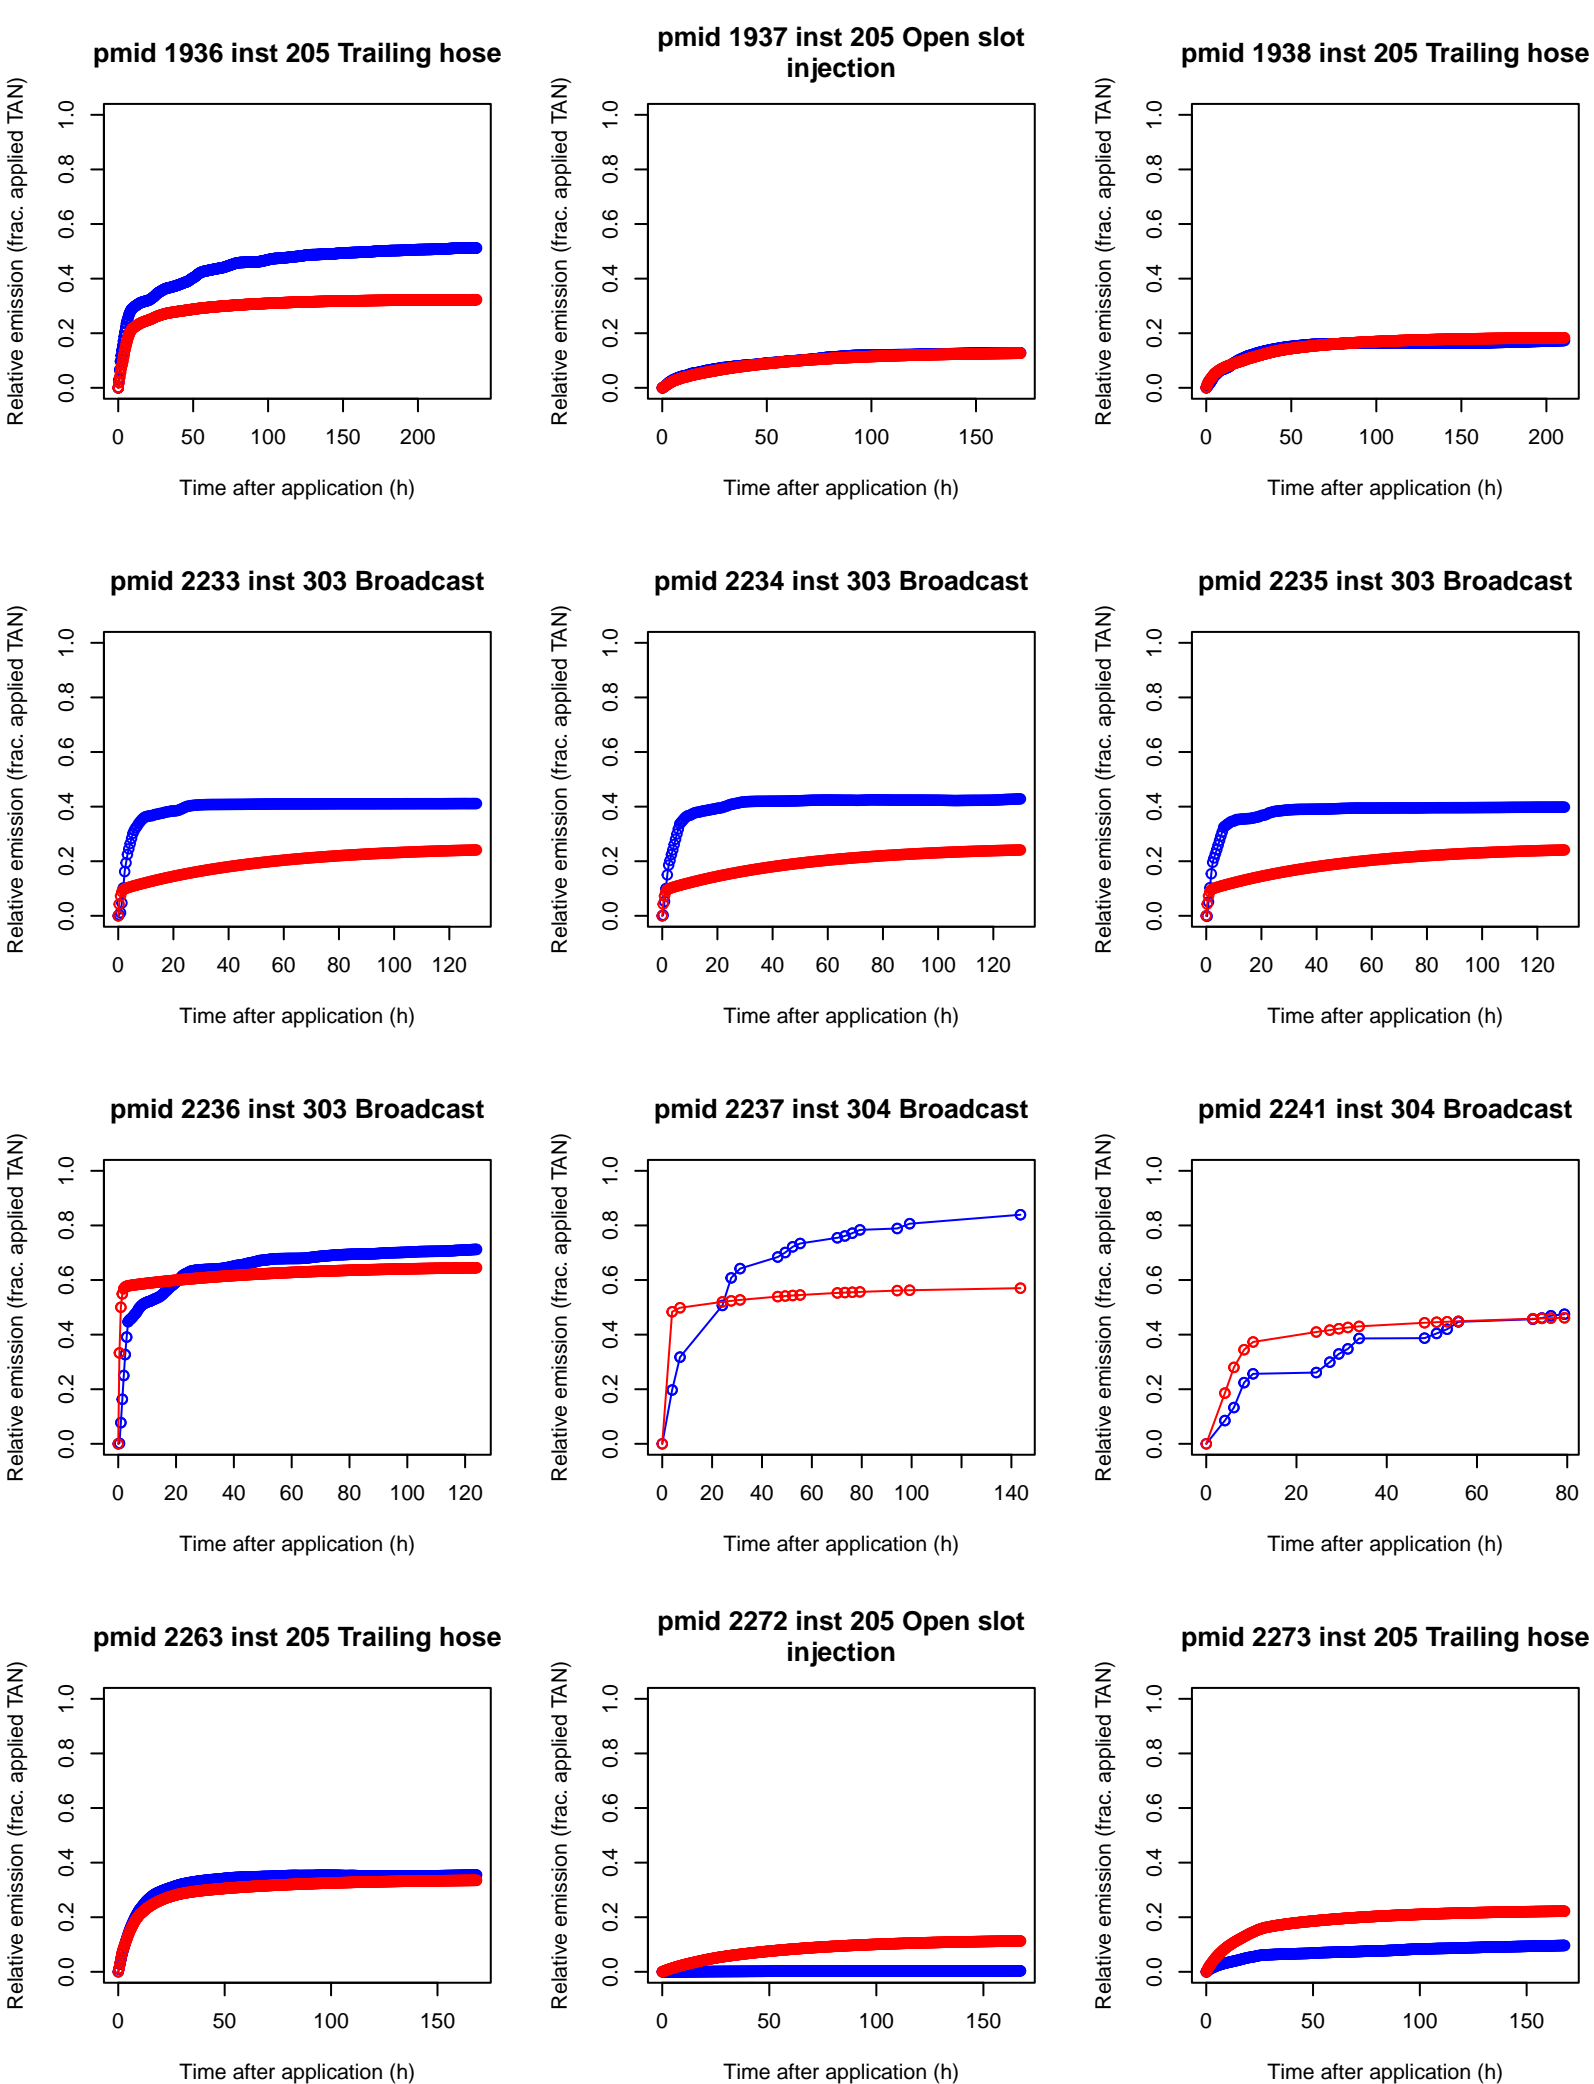 pmid 1936 inst 205 Trailing hose
Relative emission (frac. applied TAN)
0.0 0.2 0.4 0.6 0.8 1.0
0 50 100 150 200
Time after application (h)
pmid 1937 inst 205 Open slot
injection
Relative emission (frac. applied TAN)
0.0 0.2 0.4 0.6 0.8 1.0
0 50 100 150
Time after application (h)
pmid 1938 inst 205 Trailing hose
Relative emission (frac. applied TAN)
0.0 0.2 0.4 0.6 0.8 1.0
0 50 100 150 200
Time after application (h)
pmid 2233 inst 303 Broadcast
Relative emission (frac. applied TAN)
0.0 0.2 0.4 0.6 0.8 1.0
0 20 40 60 80 100 120
Time after application (h)
pmid 2234 inst 303 Broadcast
Relative emission (frac. applied TAN)
0.0 0.2 0.4 0.6 0.8 1.0
0 20 40 60 80 100 120
Time after application (h)
pmid 2235 inst 303 Broadcast
Relative emission (frac. applied TAN)
0.0 0.2 0.4 0.6 0.8 1.0
0 20 40 60 80 100 120
Time after application (h)
pmid 2236 inst 303 Broadcast
Relative emission (frac. applied TAN)
0.0 0.2 0.4 0.6 0.8 1.0
0 20 40 60 80 100 120
Time after application (h)
pmid 2237 inst 304 Broadcast
Relative emission (frac. applied TAN)
0.0 0.2 0.4 0.6 0.8 1.0
0 20 40 60 80 100 140
Time after application (h)
pmid 2241 inst 304 Broadcast
Relative emission (frac. applied TAN)
0.0 0.2 0.4 0.6 0.8 1.0
0 20 40 60 80
Time after application (h)
pmid 2263 inst 205 Trailing hose
Relative emission (frac. applied TAN)
0.0 0.2 0.4 0.6 0.8 1.0
0 50 100 150
Time after application (h)
pmid 2272 inst 205 Open slot
injection
Relative emission (frac. applied TAN)
0.0 0.2 0.4 0.6 0.8 1.0
0 50 100 150
Time after application (h)
pmid 2273 inst 205 Trailing hose
Relative emission (frac. applied TAN)
0.0 0.2 0.4 0.6 0.8 1.0
0 50 100 150
Time after application (h)